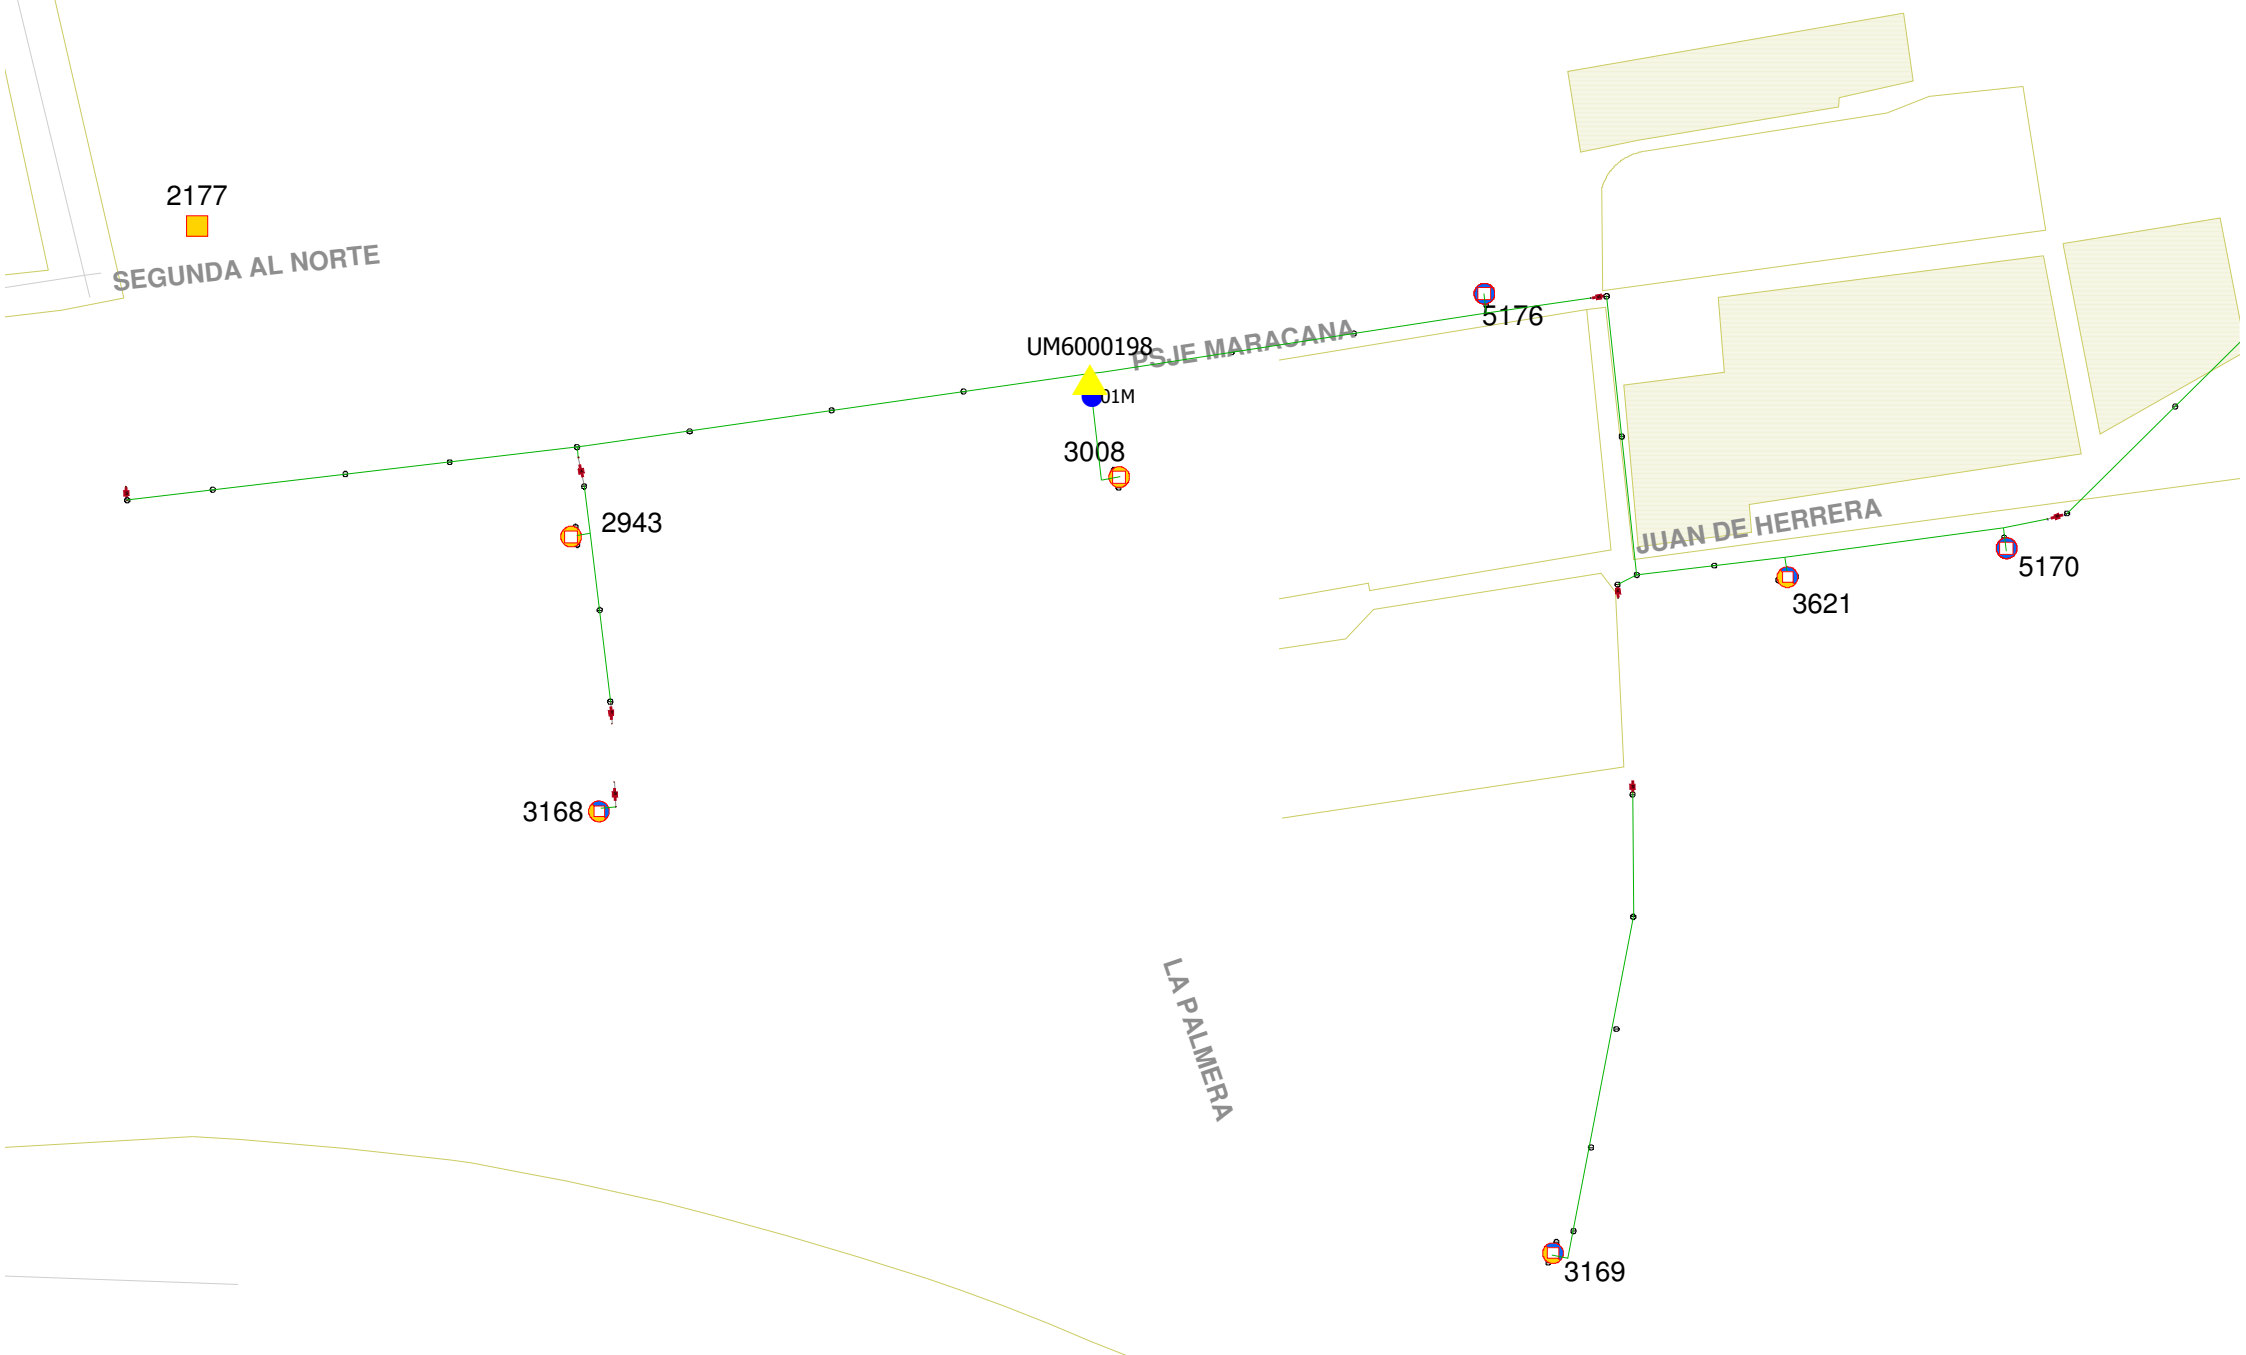 2177
SEGUNDA AL NORTE
5176
UM6000198
PSJE MARACANA
01M
3008
2943
JUAN DE HERRERA
5170
3621
3168
LA PALMERA
3169